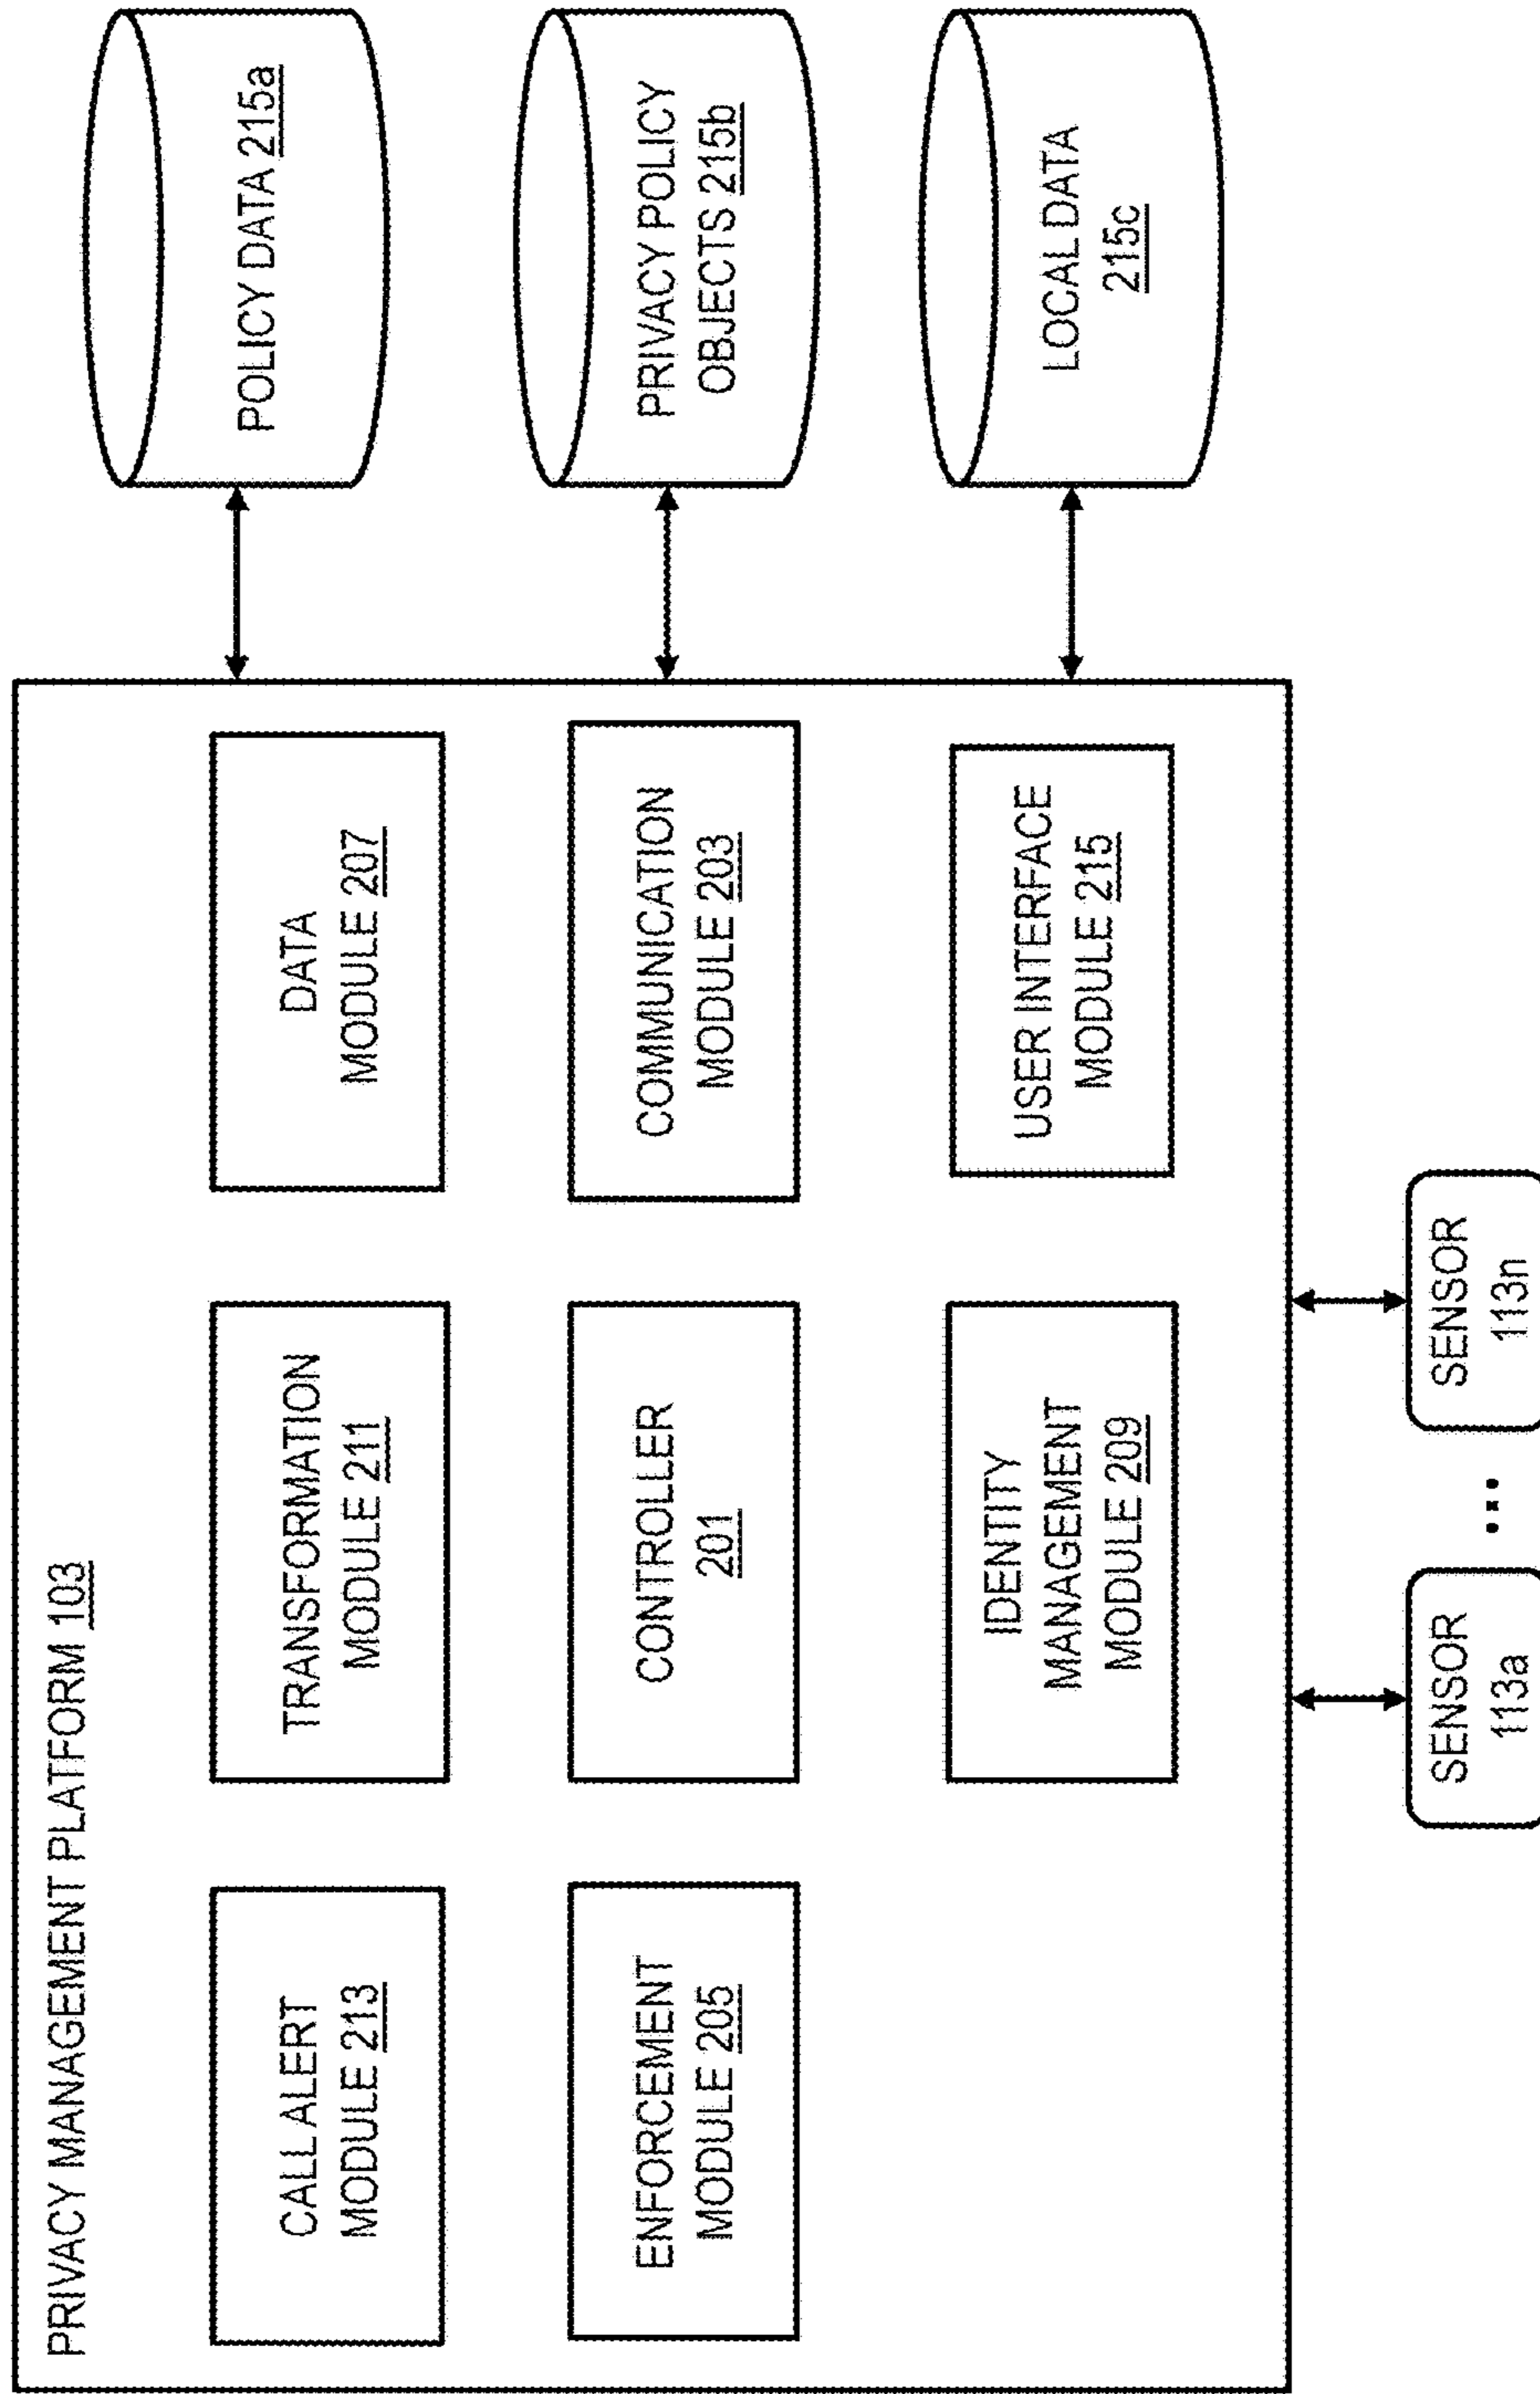 PRIVACY MANAGEMENT PLATFORM 103
CALL ALERT
MODULE 213
TRANSFORMATION
MODULE 211
DATA
MODULE 207
POLICY DATA 215a
ENFORCEMENT
MODULE 205
CONTROLLER
201
COMMUNICATION
MODULE 203
PRIVACY POLICY
OBJECTS 215b
IDENTITY
MANAGEMENT
MODULE 209
USER INTERFACE
MODULE 215
LOCAL DATA
215c
SENSOR
113a
...
SENSOR
113n